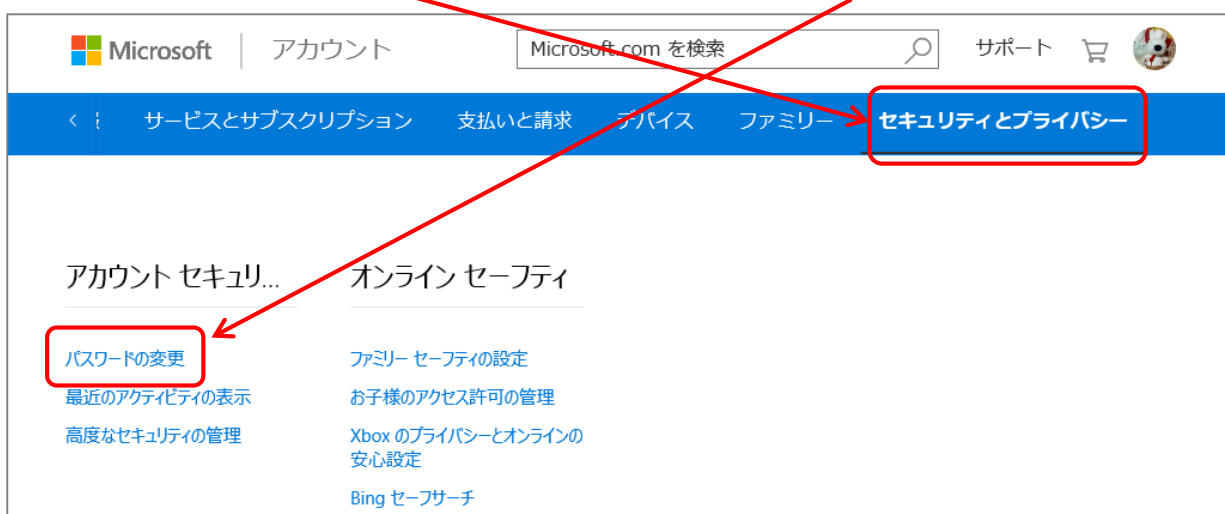 Microsoft アカウント Microsoft.com を検索 サポート
サービスとサブスクリプション 支払いと請求 デバイス ファミリー セキュリティとプライバシー
アカウント セキュリ... オンライン セーフティ
パスワードの変更 ファミリー セーフティの設定
最近のアクティビティの表示 お子様のアクセス許可の管理
高度なセキュリティの管理 Xbox のプライバシーとオンラインの
安心設定
Bing セーフサーチ